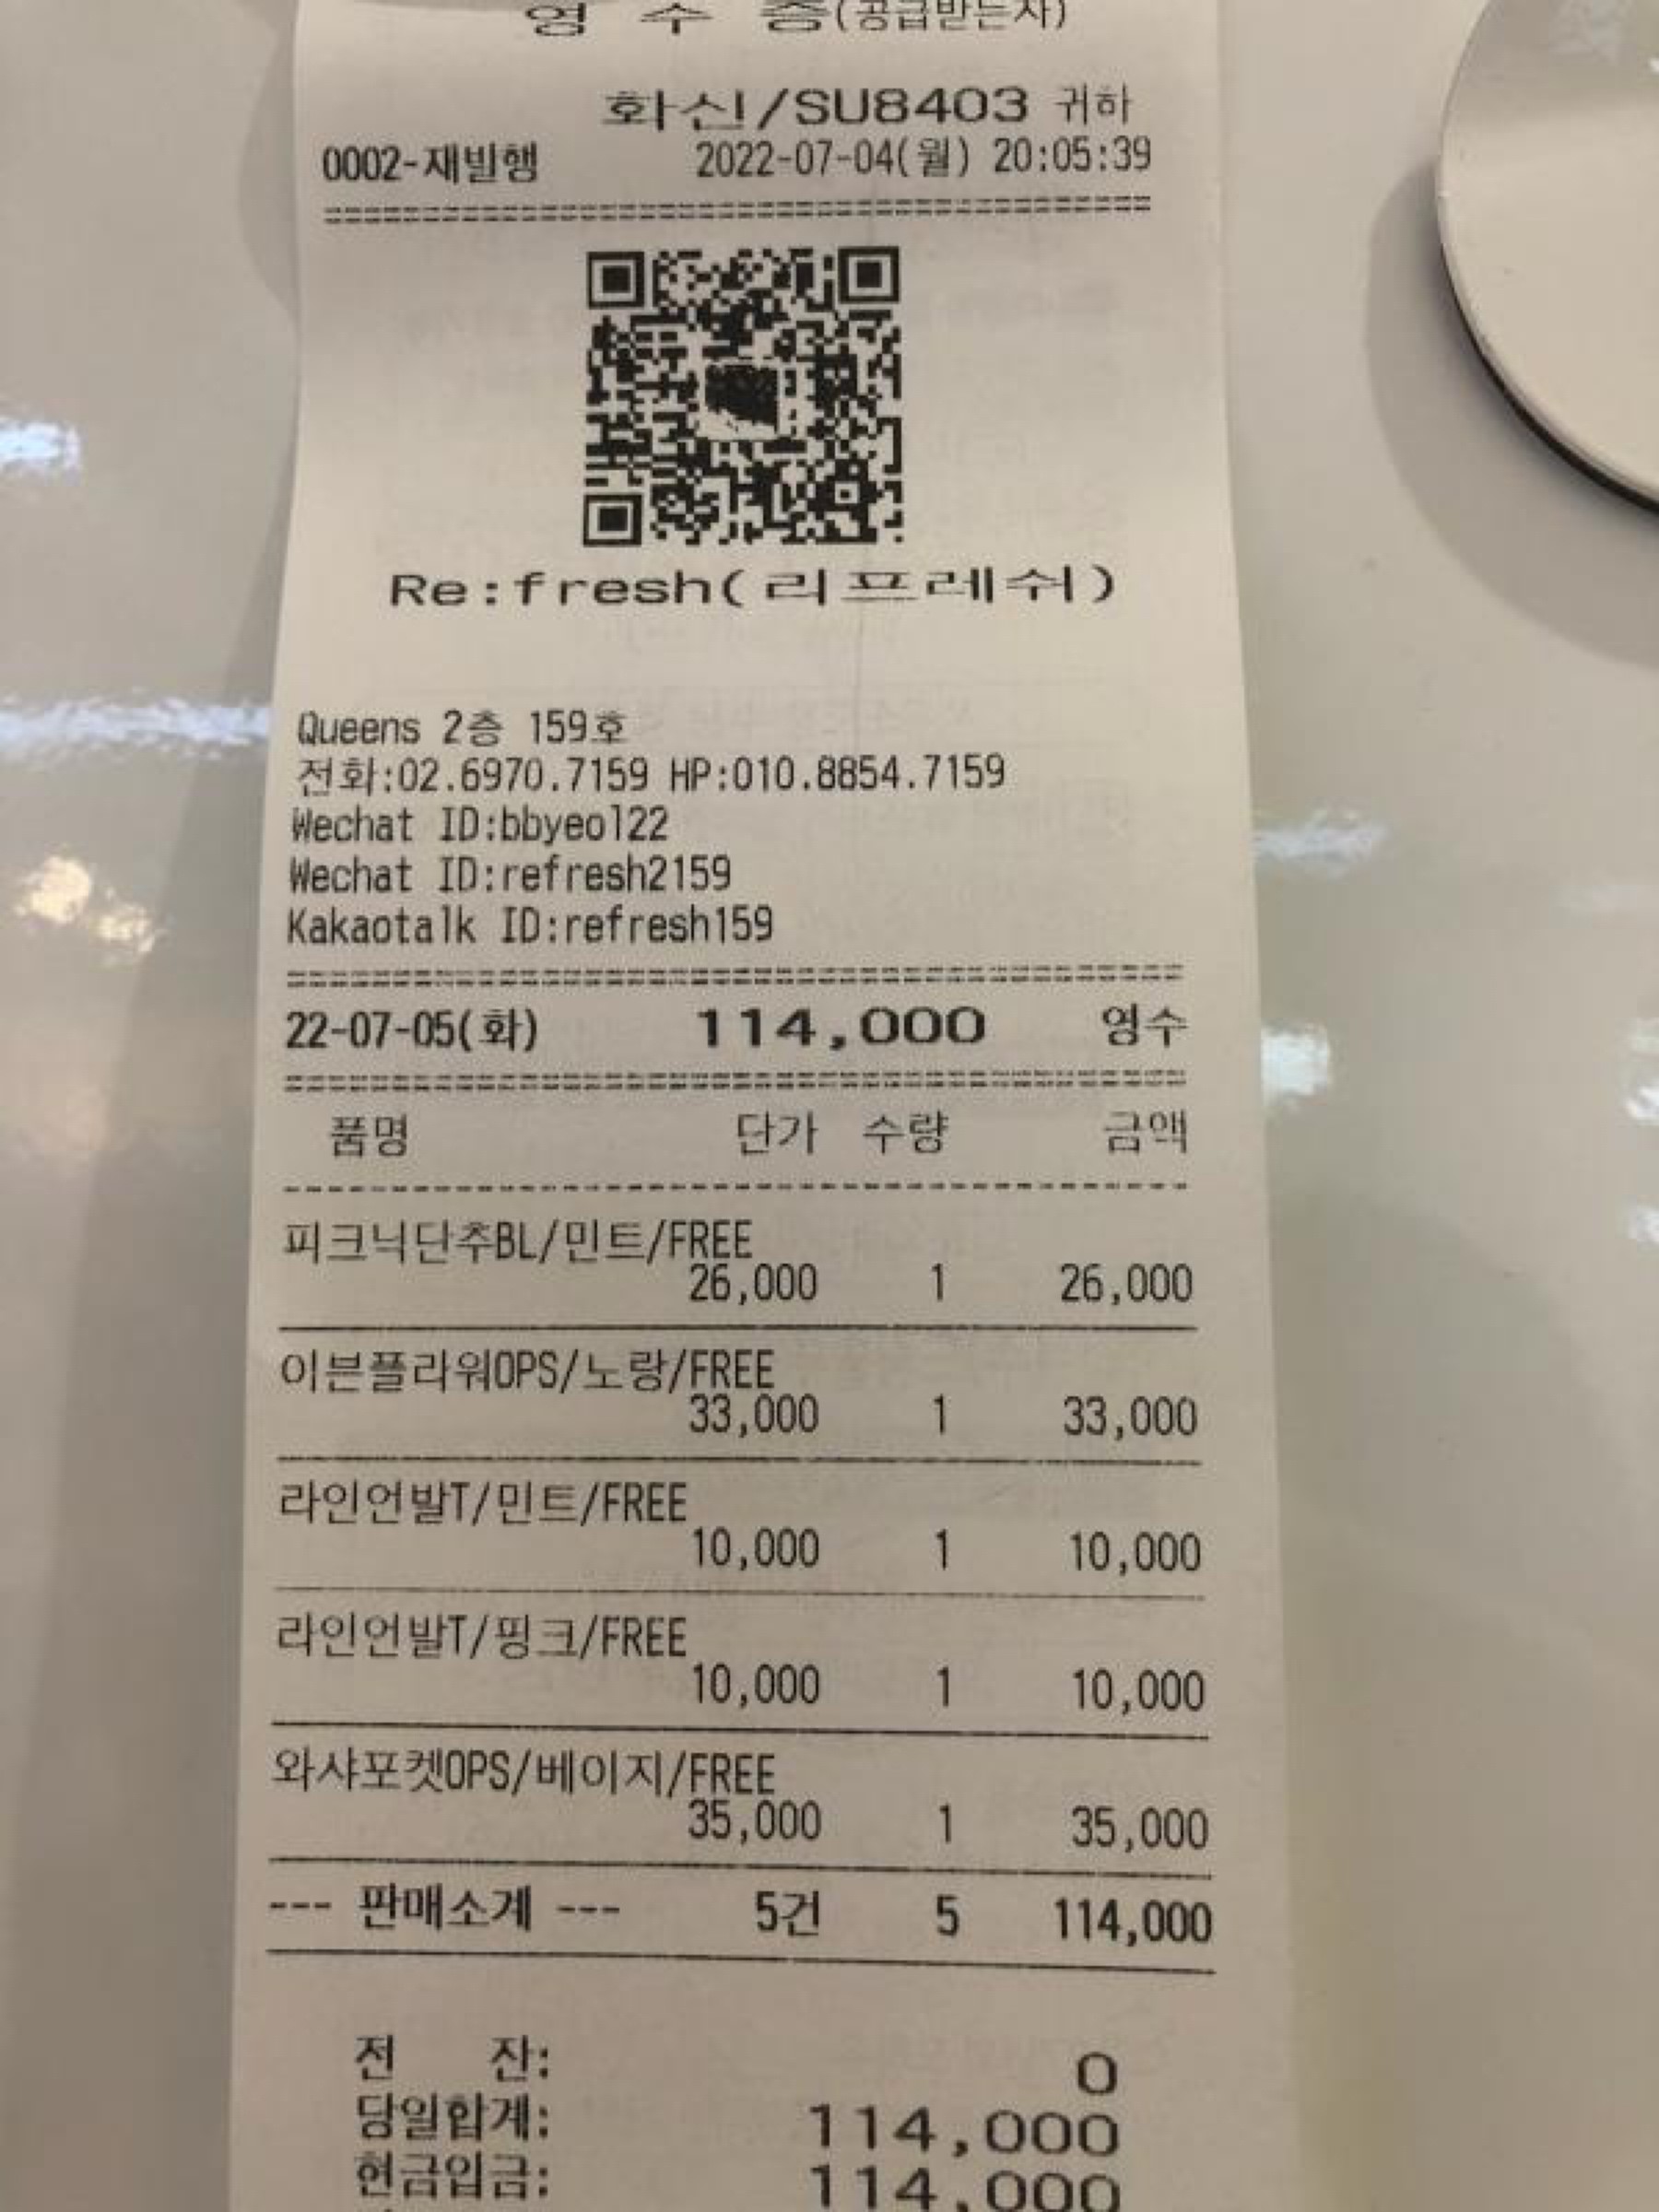 영 수 증(공급받는자)
화신/SU8403 귀하
0002-재발행 2022-07-04(월) 20:05:39
Re:fresh(리프레쉬)
Queens 2층 159호
전화:02.6970.7159 HP:010.8854.7159
Wechat ID:bbyeol22
Wechat ID:refresh2159
Kakaotalk ID:refresh159
22-07-05(화) 114,000 영수
품명 단가 수량 금액
피크닉단추BL/민트/FREE
26,000 1 26,000
이븐플라워OPS/노랑/FREE
33,000 1 33,000
라인언발T/민트/FREE
10,000 1 10,000
라인언발T/핑크/FREE
10,000 1 10,000
와샤포켓OPS/베이지/FREE
35,000 1 35,000
--- 판매소계 --- 5건 5 114,000
전 잔: 0
당일합계: 114,000
현금입금: 114,000